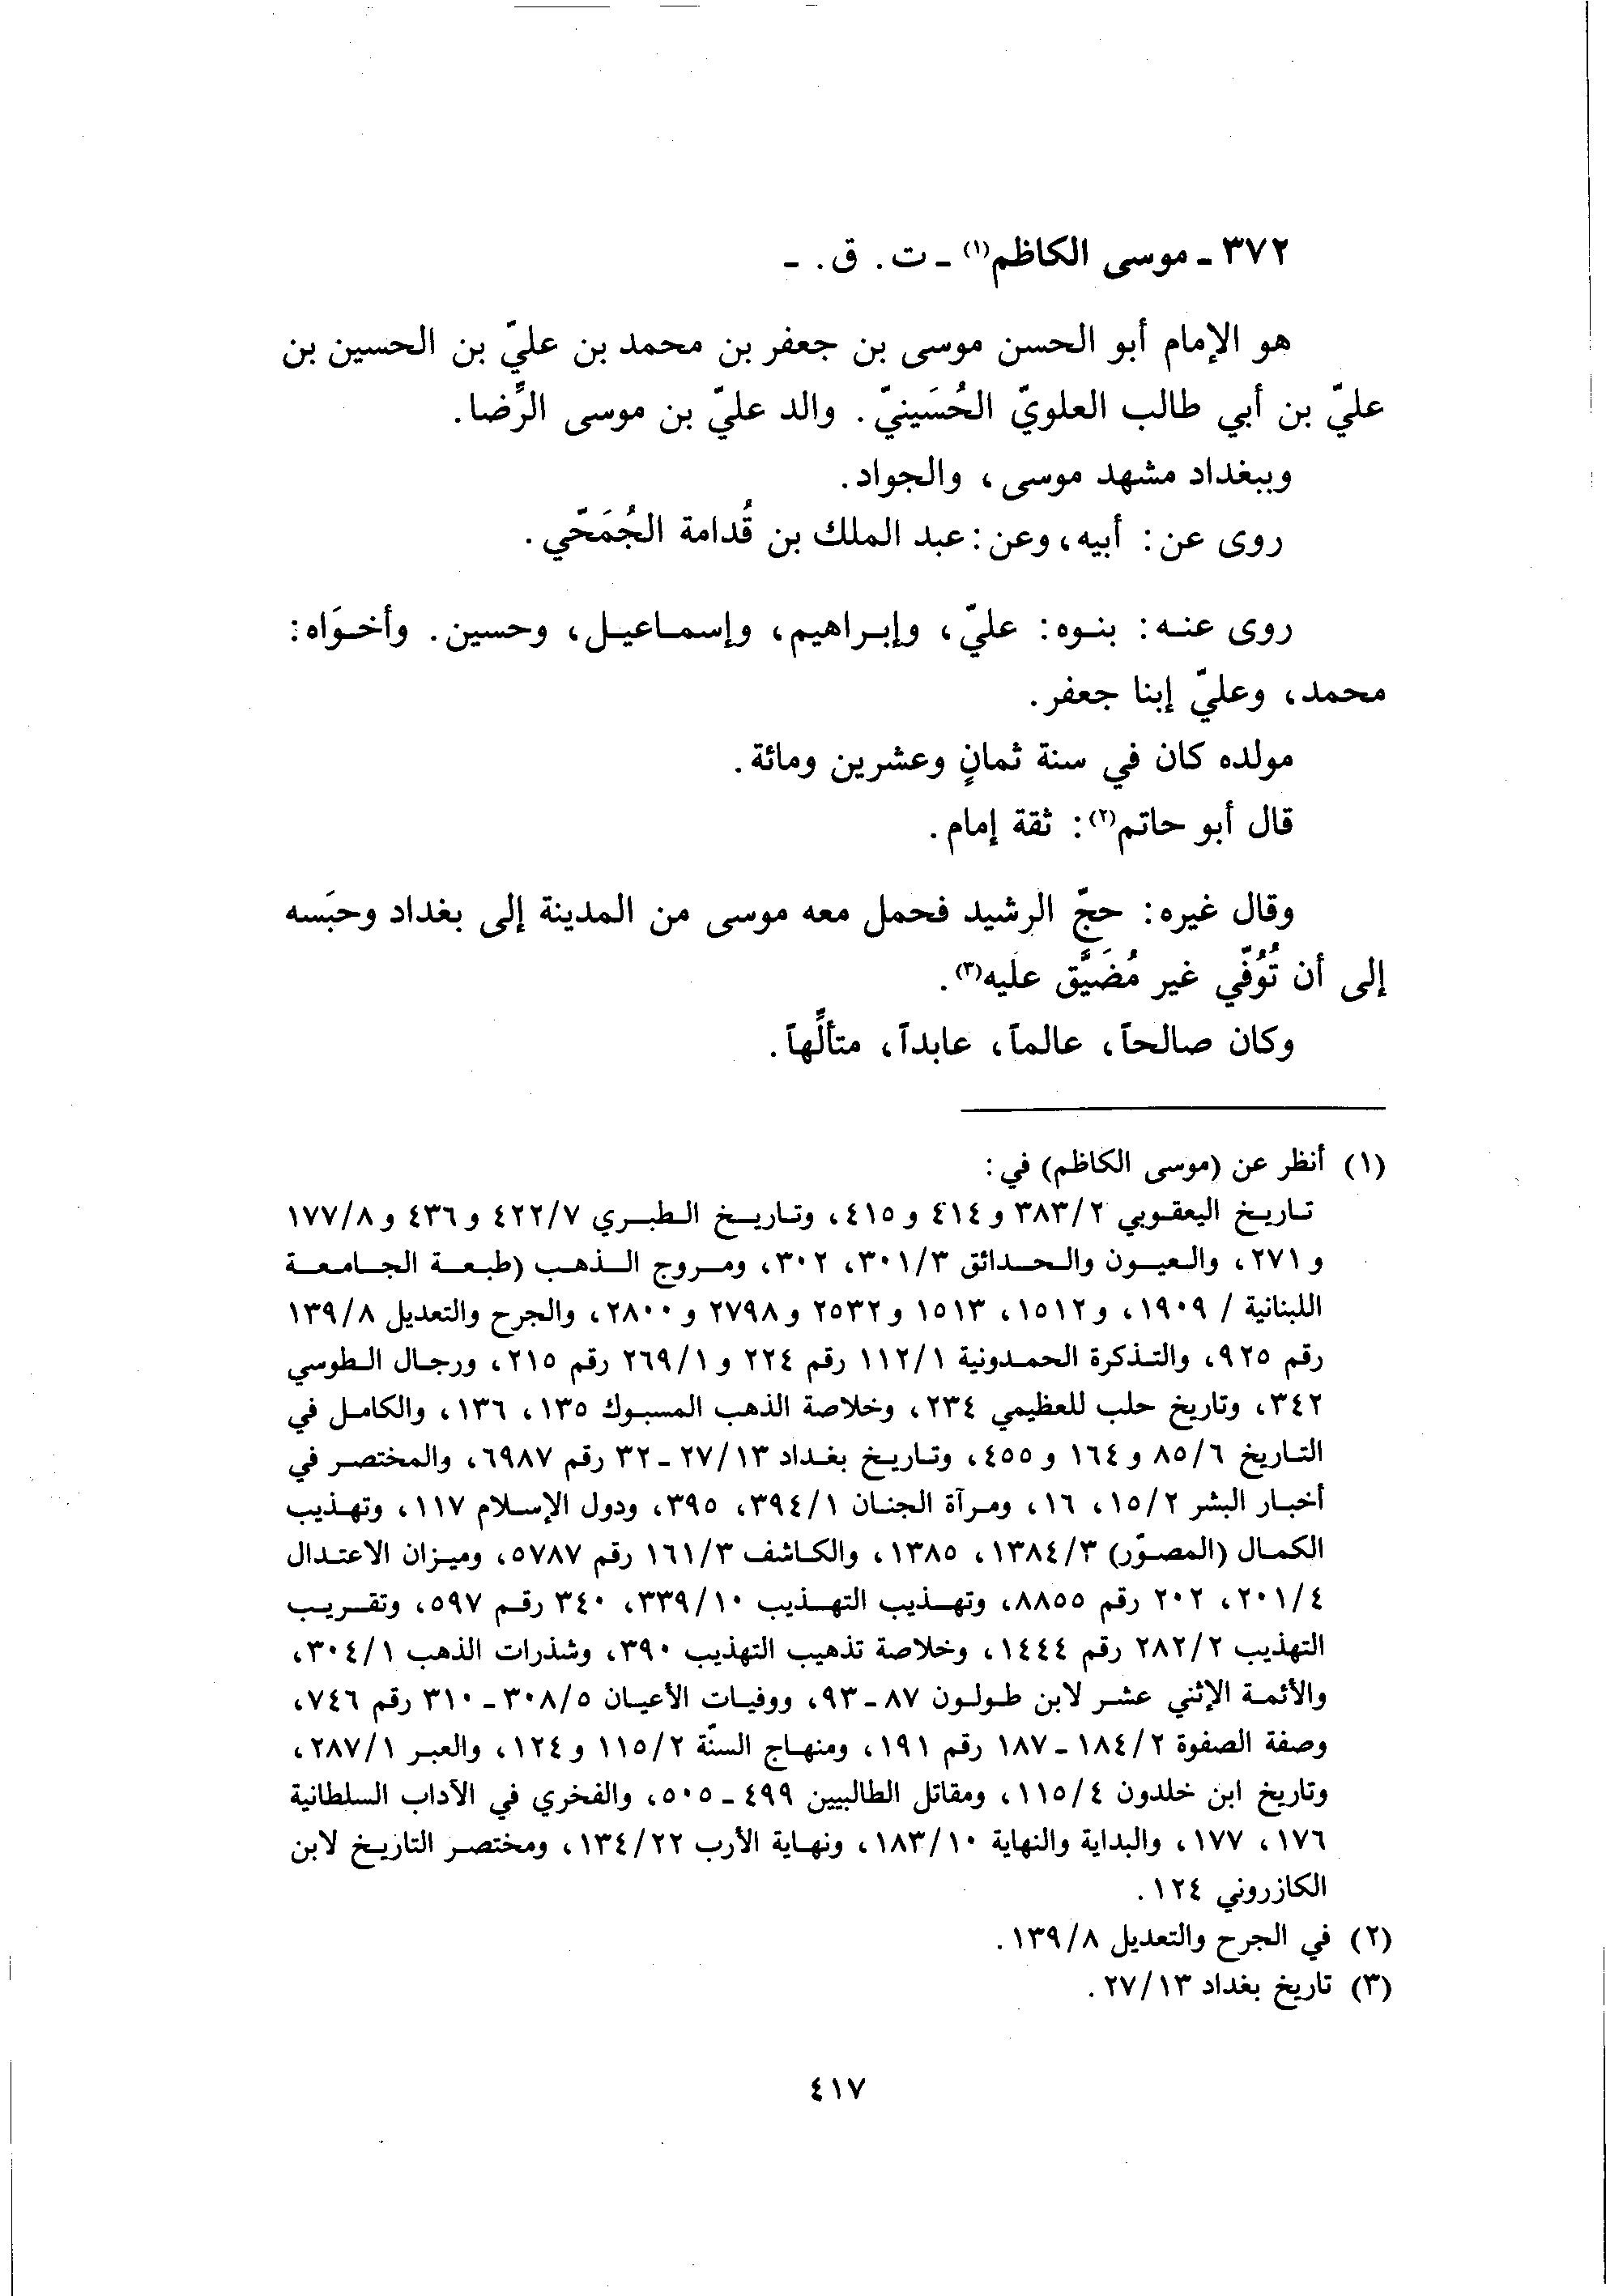 ٣٧٢ ـ موسى الكاظم(١) ـ ت. ق. ـ
هو الإمام أبو الحسن موسى بن جعفر بن محمد بن عليّ بن الحسين بن
عليّ بن أبي طالب العلويّ الحُسَينيّ. والد عليّ بن موسى الرِّضا.
وببغداد مشهد موسى، والجواد.
روى عن: أبيه، وعن: عبد الملك بن قُدامة الجُمَحّي.
روى عنه: بنوه: عليّ، وإبراهيم، وإسماعيل، وحسين. وأخوَاه:
محمد، وعليّ إبنا جعفر.
مولده كان في سنة ثمانٍ وعشرين ومائة.
قال أبو حاتم(٢): ثقة إمام.
وقال غيره: حجّ الرشيد فحمل معه موسى من المدينة إلى بغداد وحبَسه
إلى أن تُوُفّي غير مُضَيَّقٍ عليه(٣).
وكان صالحاً، عالماً، عابداً، متألِّهاً.
(١) أنظر عن (موسى الكاظم) في:
تاريخ اليعقوبي ٣٨٣/٢ و ٤١٤ و ٤١٥، وتاريخ الطبري ٤٢٢/٧ و ٤٣٦ و ١٧٧/٨
و ٢٧١، والعيون والحدائق ٣٠١/٣، ٣٠٢، ومروج الذهب (طبعة الجامعة
اللبنانية / ١٩٠٩، و ١٥١٢، ١٥١٣ و ٢٥٣٢ و ٢٧٩٨ و ٢٨٠٠، والجرح والتعديل ١٣٩/٨
رقم ٩٢٥، والتذكرة الحمدونية ١١٢/١ رقم ٢٢٤ و ٢٦٩/١ رقم ٢١٥، ورجال الطوسي
٣٤٢، وتاريخ حلب للعظيمي ٢٣٤، وخلاصة الذهب المسبوك ١٣٥، ١٣٦، والكامل في
التاريخ ٨٥/٦ و ١٦٤ و ٤٥٥، وتاريخ بغداد ٢٧/١٣ ـ ٣٢ رقم ٦٩٨٧، والمختصر في
أخبار البشر ١٥/٢، ١٦، ومرآة الجنان ٣٩٤/١، ٣٩٥، ودول الإسلام ١١٧، وتهذيب
الكمال (المصوّر) ١٣٨٤/٣، ١٣٨٥، والكاشف ١٦١/٣ رقم ٥٧٨٧، وميزان الاعتدال
٢٠١/٤، ٢٠٢ رقم ٨٨٥٥، وتهذيب التهذيب ٣٣٩/١٠، ٣٤٠ رقم ٥٩٧، وتقريب
التهذيب ٢٨٢/٢ رقم ١٤٤٤، وخلاصة تذهيب التهذيب ٣٩٠، وشذرات الذهب ٣٠٤/١،
والأئمة الإثني عشر لابن طولون ٨٧ ـ ٩٣، ووفيات الأعيان ٣٠٨/٥ ـ ٣١٠ رقم ٧٤٦،
وصفة الصفوة ١٨٤/٢ ـ ١٨٧ رقم ١٩١، ومنهاج السنّة ١١٥/٢ و ١٢٤، والعبر ٢٨٧/١،
وتاريخ ابن خلدون ١١٥/٤، ومقاتل الطالبيين ٤٩٩ ـ ٥٠٥، والفخري في الآداب السلطانية
١٧٦، ١٧٧، والبداية والنهاية ١٨٣/١٠، ونهاية الأرب ١٣٤/٢٢، ومختصر التاريخ لابن
الكازروني ١٢٤.
(٢) في الجرح والتعديل ١٣٩/٨.
(٣) تاريخ بغداد ٢٧/١٣.
٤١٧